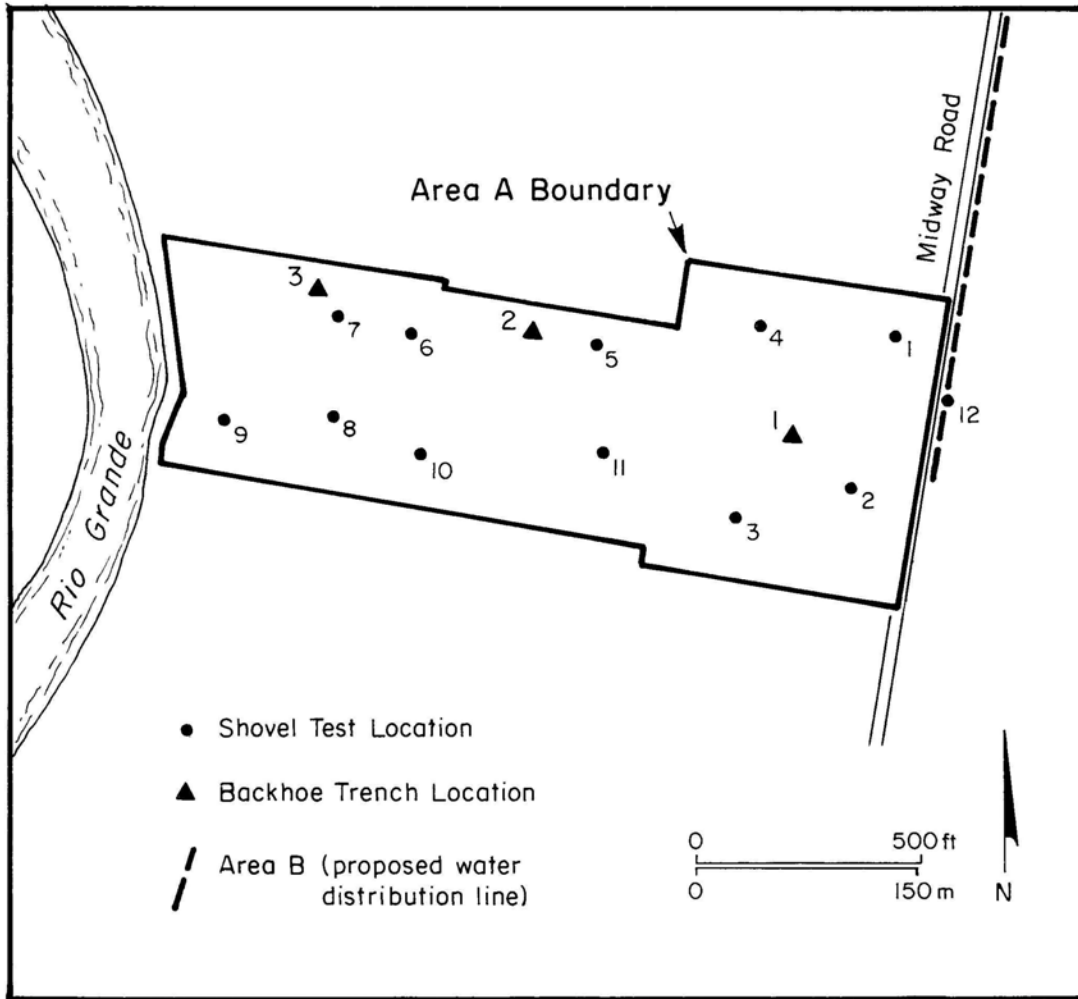 Midway Road
Area A Boundary
3
7
6
2
5
4
1
12
9
8
10
11
1
2
3
Rio Grande
Shovel Test Location
Backhoe Trench Location
Area B (proposed water
distribution line)
0 500 ft
0 150 m
N